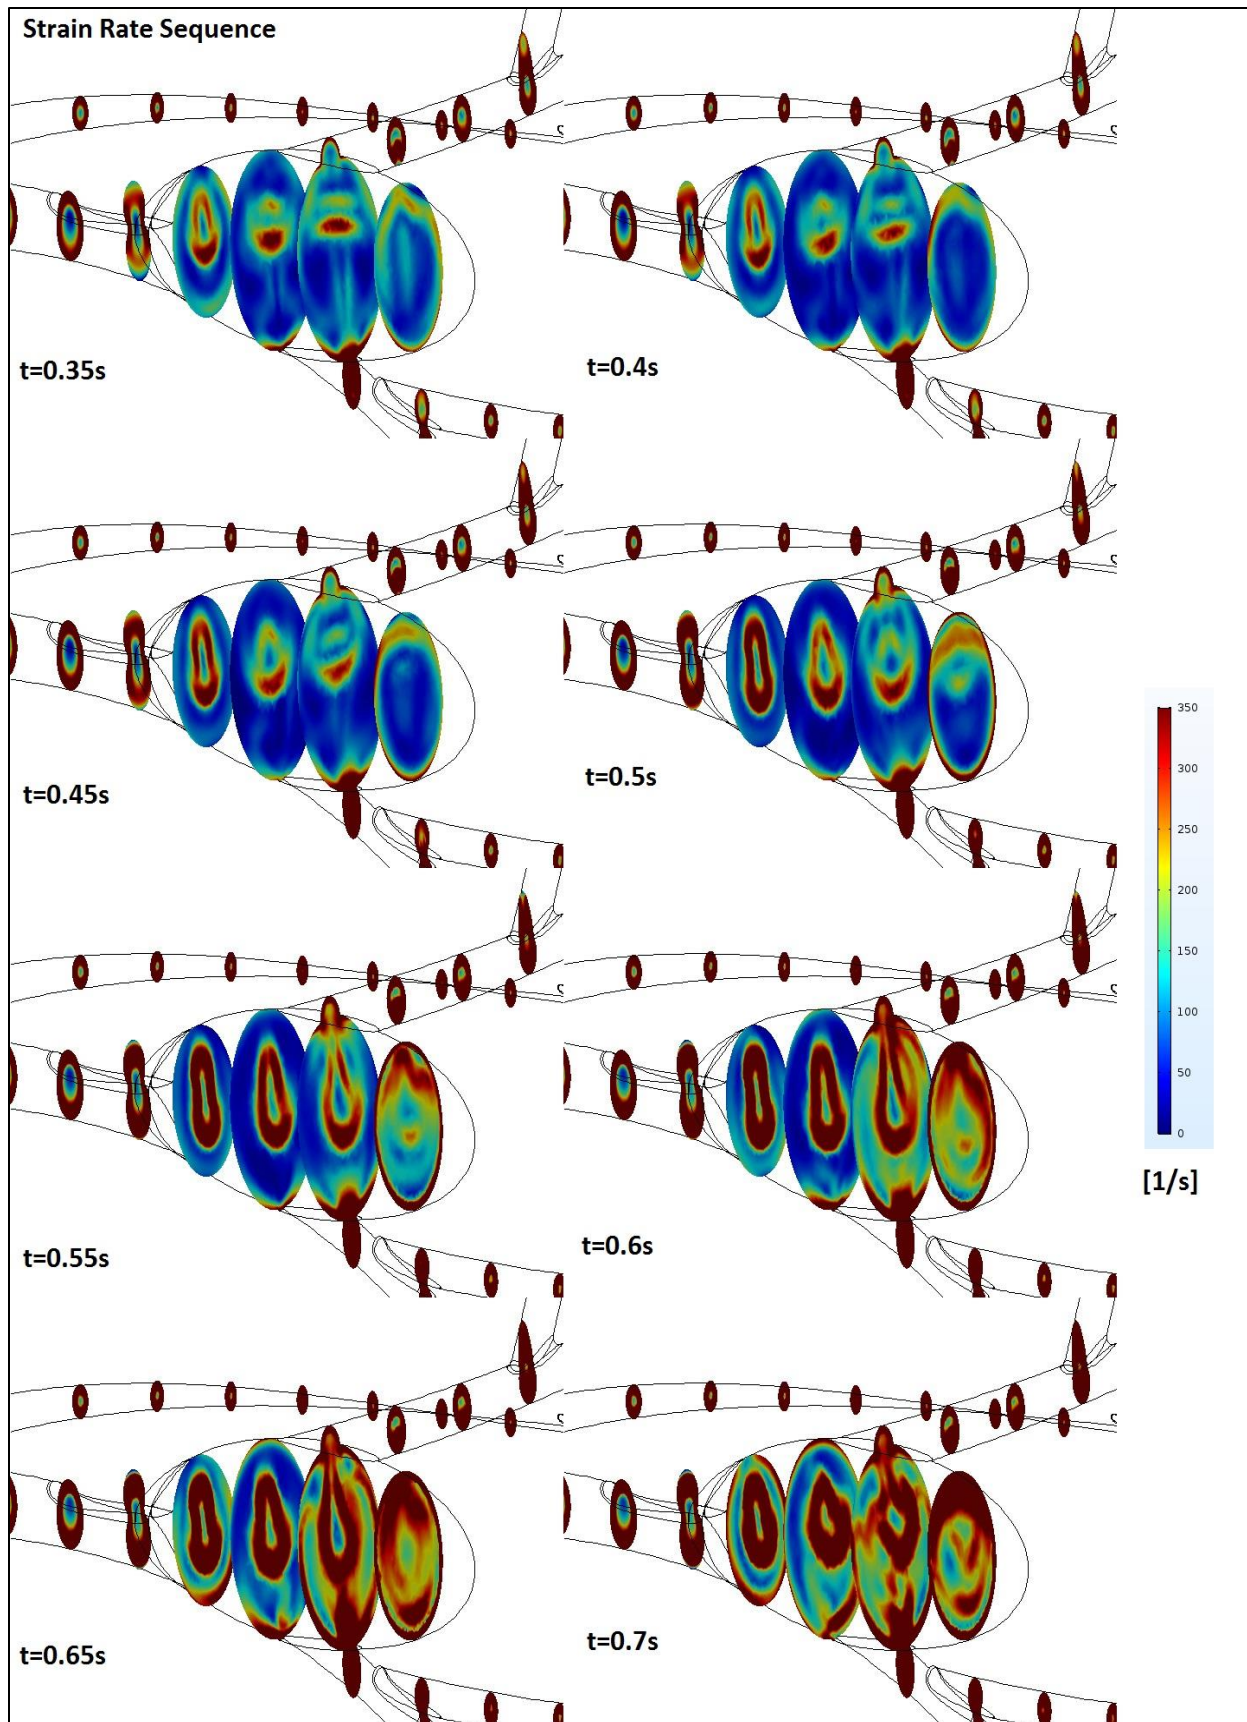 Strain Rate Sequence
t=0.35s
t=0.4s
t=0.45s
t=0.5s
350
300
250
200
150
100
50
0
[1/s]
t=0.55s
t=0.6s
t=0.65s
t=0.7s